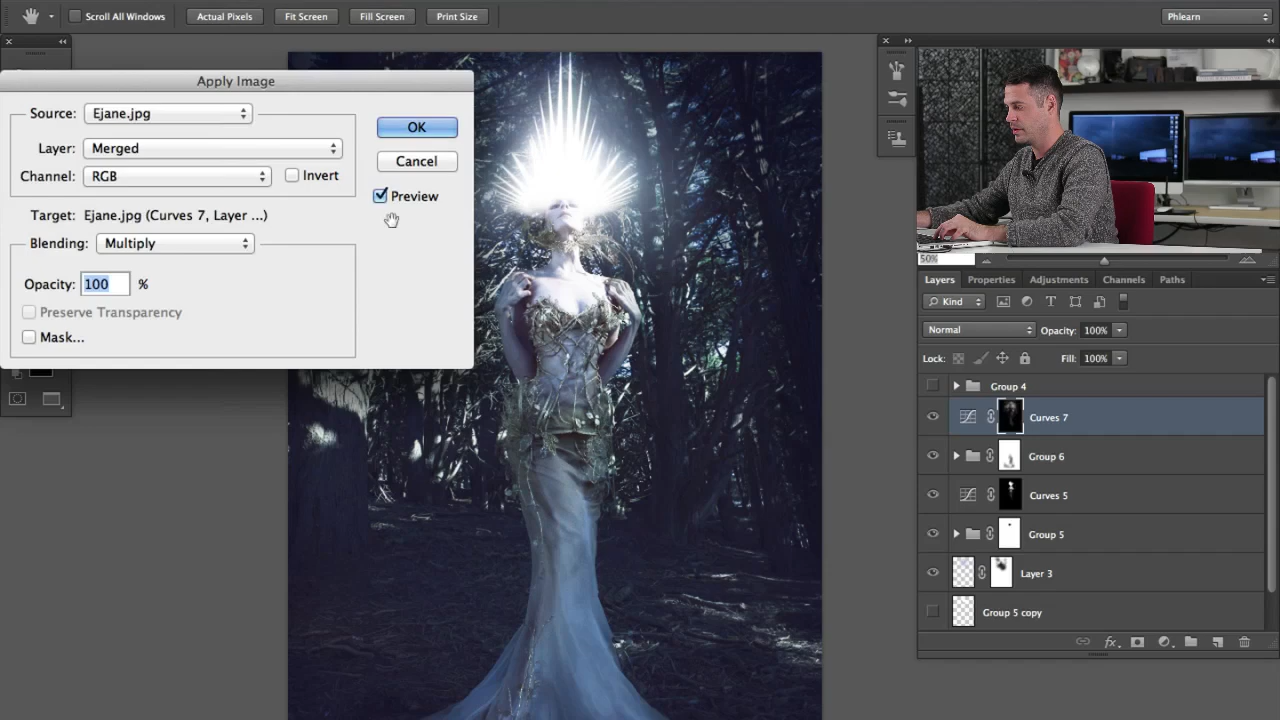 Scroll All Windows
Actual Pixels
Fit Screen
Fill Screen
Print Size
Phlearn
Apply Image
Source: Ejane.jpg
OK
Layer: Merged
Cancel
Channel: RGB
Invert
Preview
Target: Ejane.jpg (Curves 7, Layer ...)
Blending: Multiply
Opacity: 100 %
Preserve Transparency
Mask...
50%
Layers
Properties
Adjustments
Channels
Paths
Kind
Normal
Opacity: 100%
Lock:
Fill: 100%
Group 4
Curves 7
Group 6
Curves 5
Group 5
Layer 3
Group 5 copy
fx